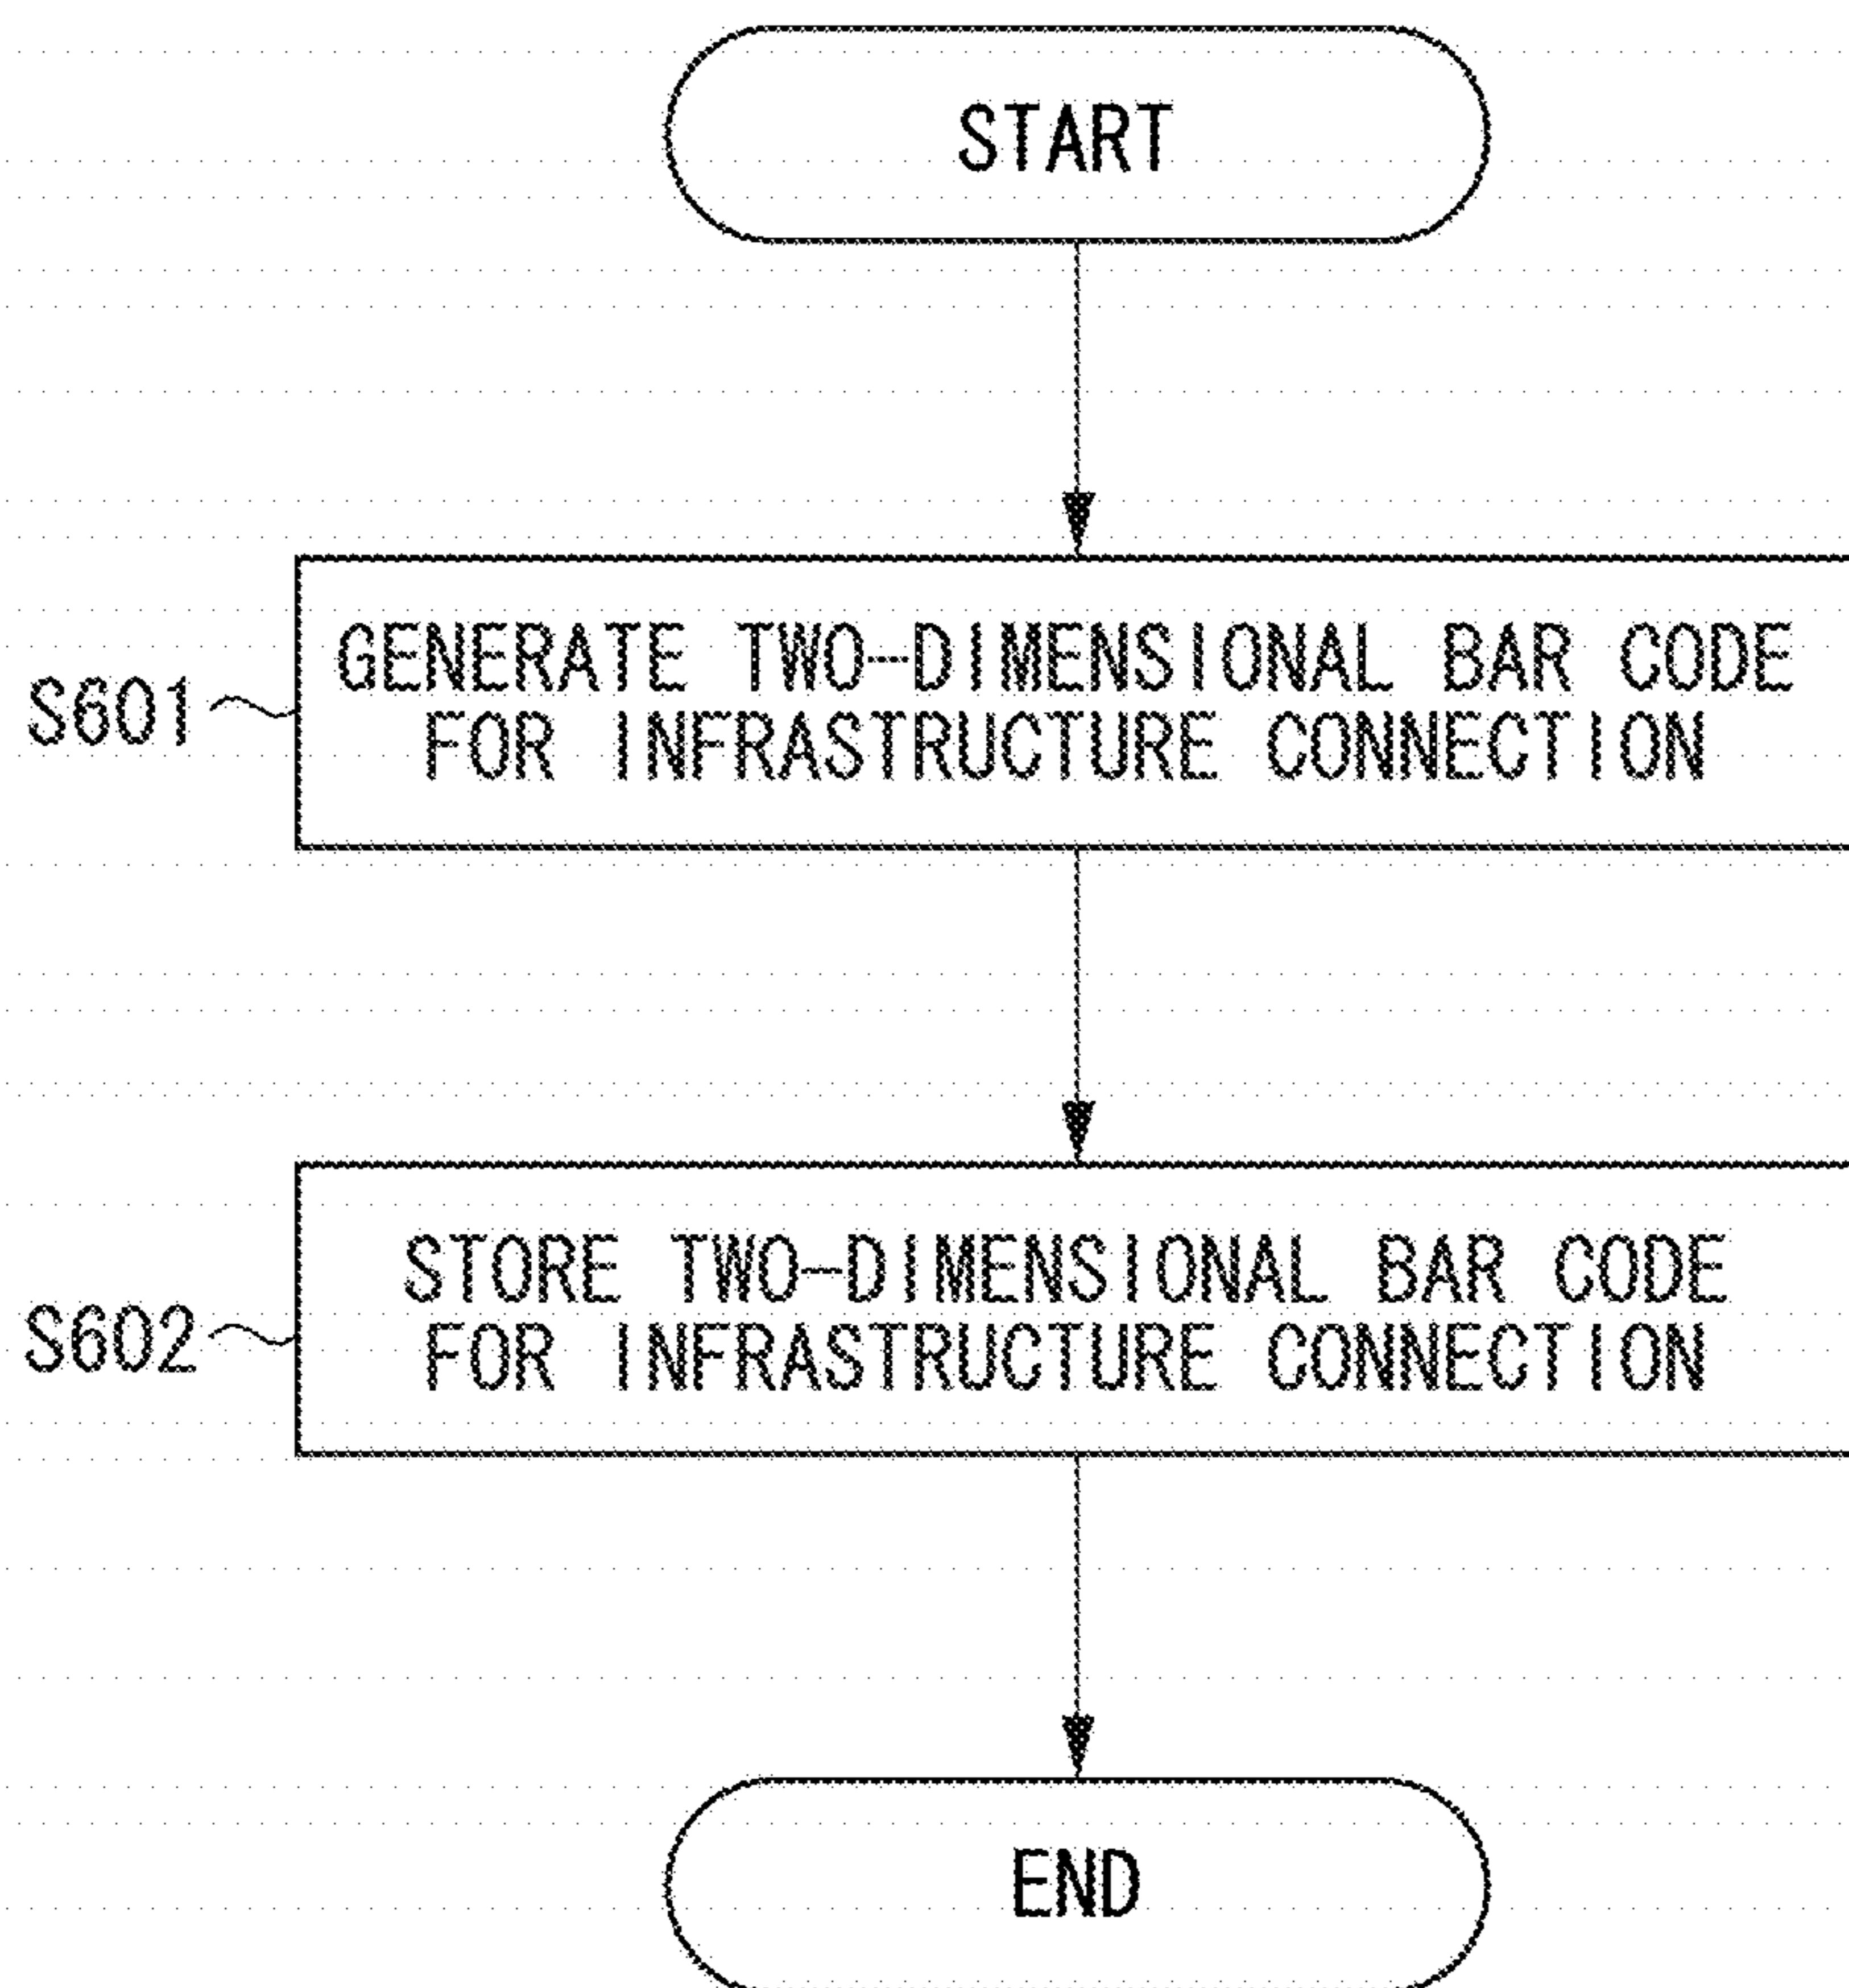 START
GENERATE TWO-DIMENSIONAL BAR CODE
S601
FOR INFRASTRUCTURE CONNECTION
STORE TWO-DIMENSIONAL BAR CODE
S602
FOR INFRASTRUCTURE CONNECTION
END